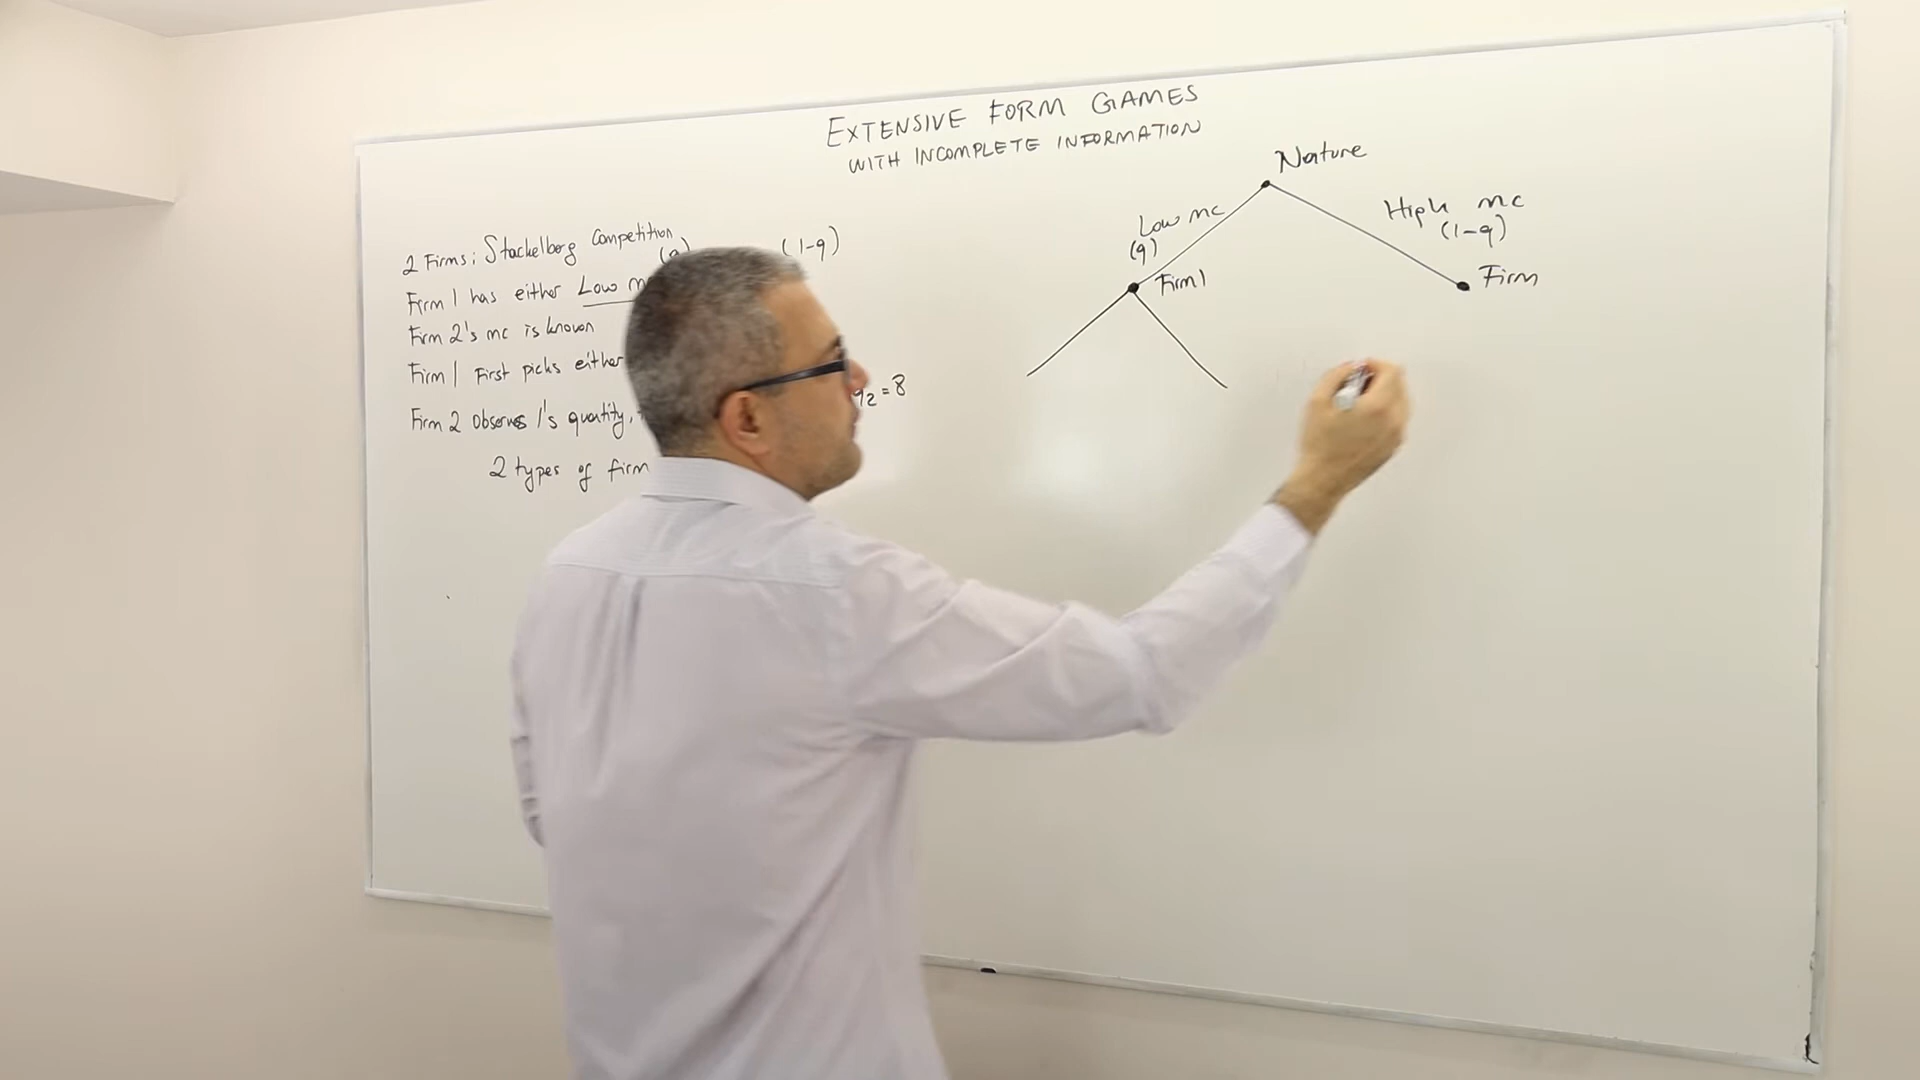 EXTENSIVE FORM GAMES
WITH INCOMPLETE INFORMATION
2 Firms: Stackelberg Competition
(1-q)
Firm 1 has either Low m
Firm 2's mc is known
Firm 1 First picks either
q2 = 8
Firm 2 Observes 1's quantity,
2 types of firm
Nature
Low mc
(q)
High mc
(1-q)
Firm 1
Firm